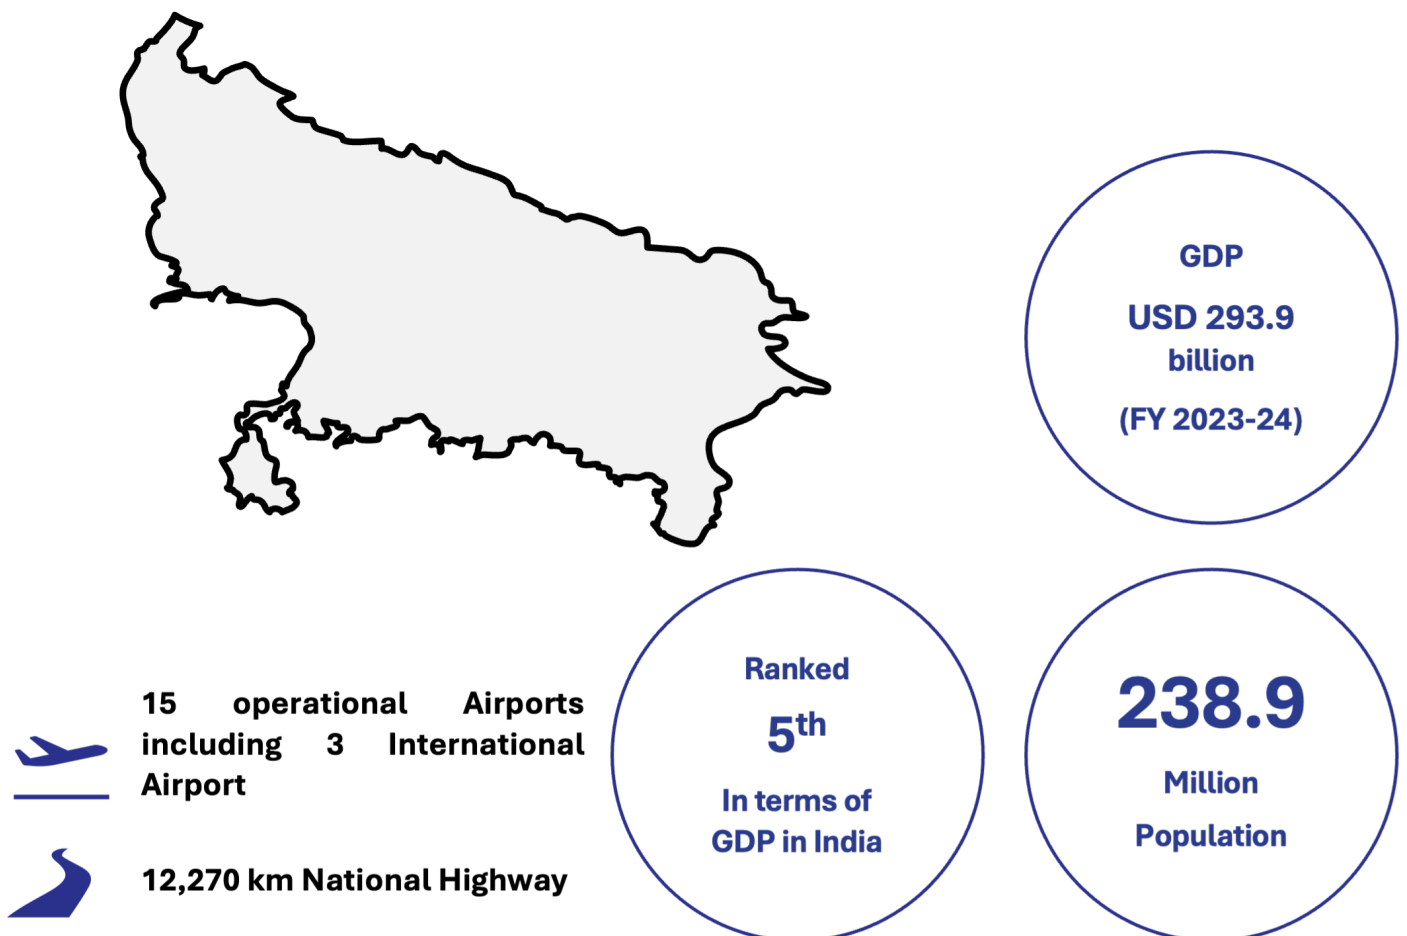 GDP
USD 293.9
billion
(FY 2023-24)
15 operational Airports
including 3 International
Airport
12,270 km National Highway
Ranked
5th
In terms of
GDP in India
238.9
Million
Population